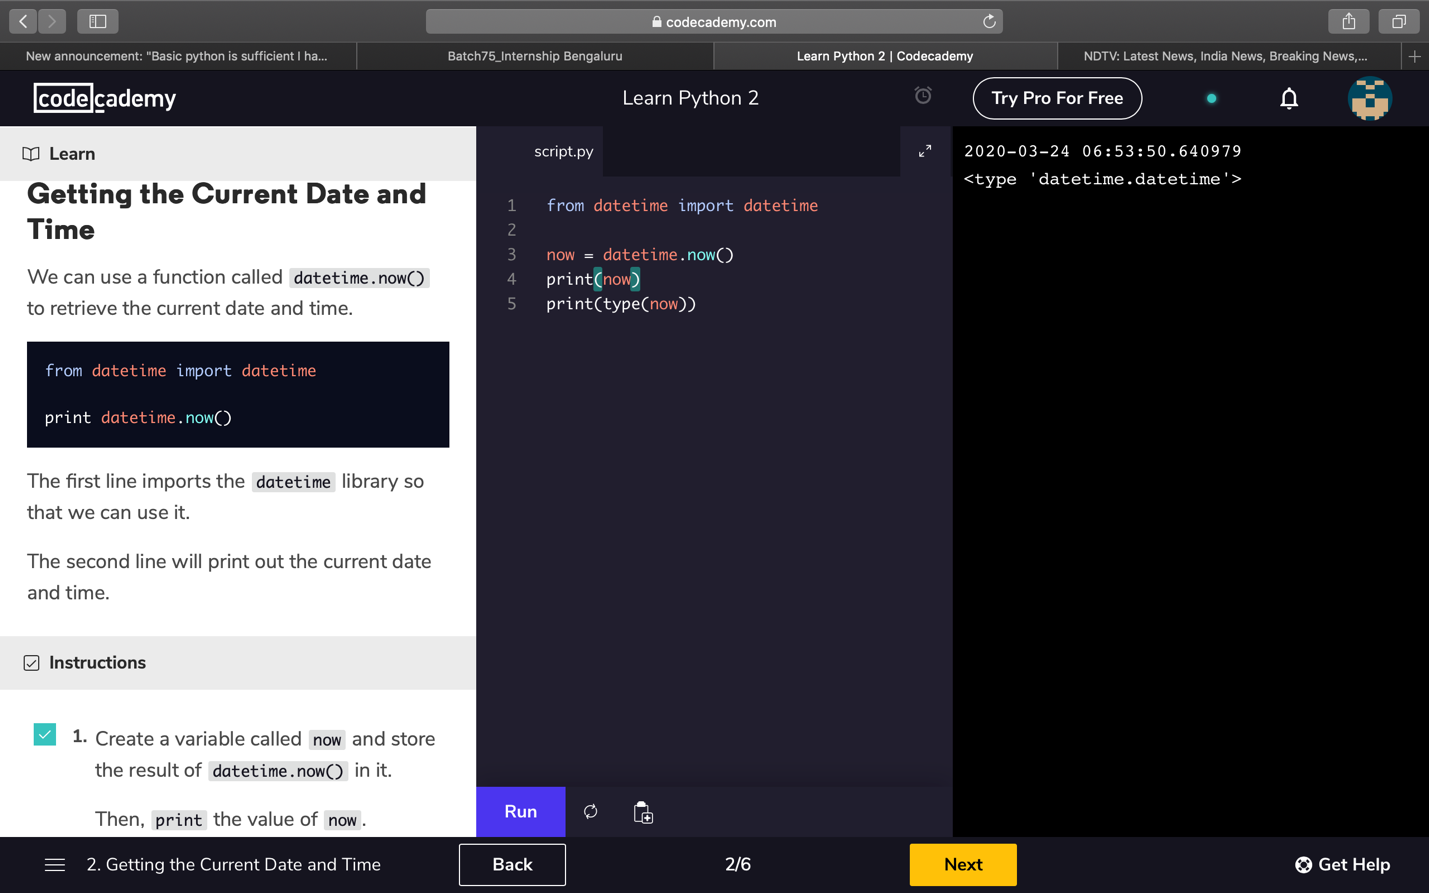 codecademy.com
New announcement: "Basic python is sufficient I ha...
Batch75_Internship Bengaluru
Learn Python 2 | Codecademy
NDTV: Latest News, India News, Breaking News,...
codecademy
Learn Python 2
Try Pro For Free
Learn
Getting the Current Date and
Time
We can use a function called datetime.now()
to retrieve the current date and time.
from datetime import datetime
print datetime.now()
The first line imports the datetime library so
that we can use it.
The second line will print out the current date
and time.
Instructions
1. Create a variable called now and store
the result of datetime.now() in it.
Then, print the value of now.
script.py
1 from datetime import datetime
2
3 now = datetime.now()
4 print(now)
5 print(type(now))
Run
2020-03-24 06:53:50.640979
<type 'datetime.datetime'>
2. Getting the Current Date and Time
Back
2/6
Next
Get Help